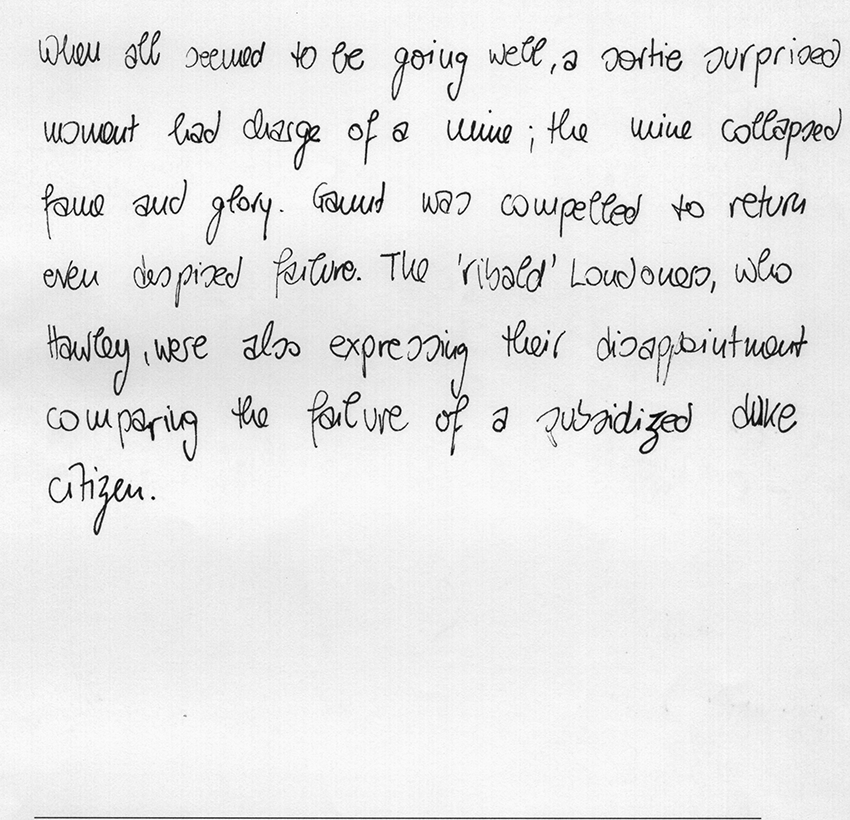 When all seemed to be going well, a sortie surprised
moment had charge of a mine ; the mine collapsed
fame and glory. Gaunt was compelled to return
even despised failure. The 'ribald' Londoners, who
Hawley, were also expressing their disappointment
comparing the failure of a subsidized duke
citizen.